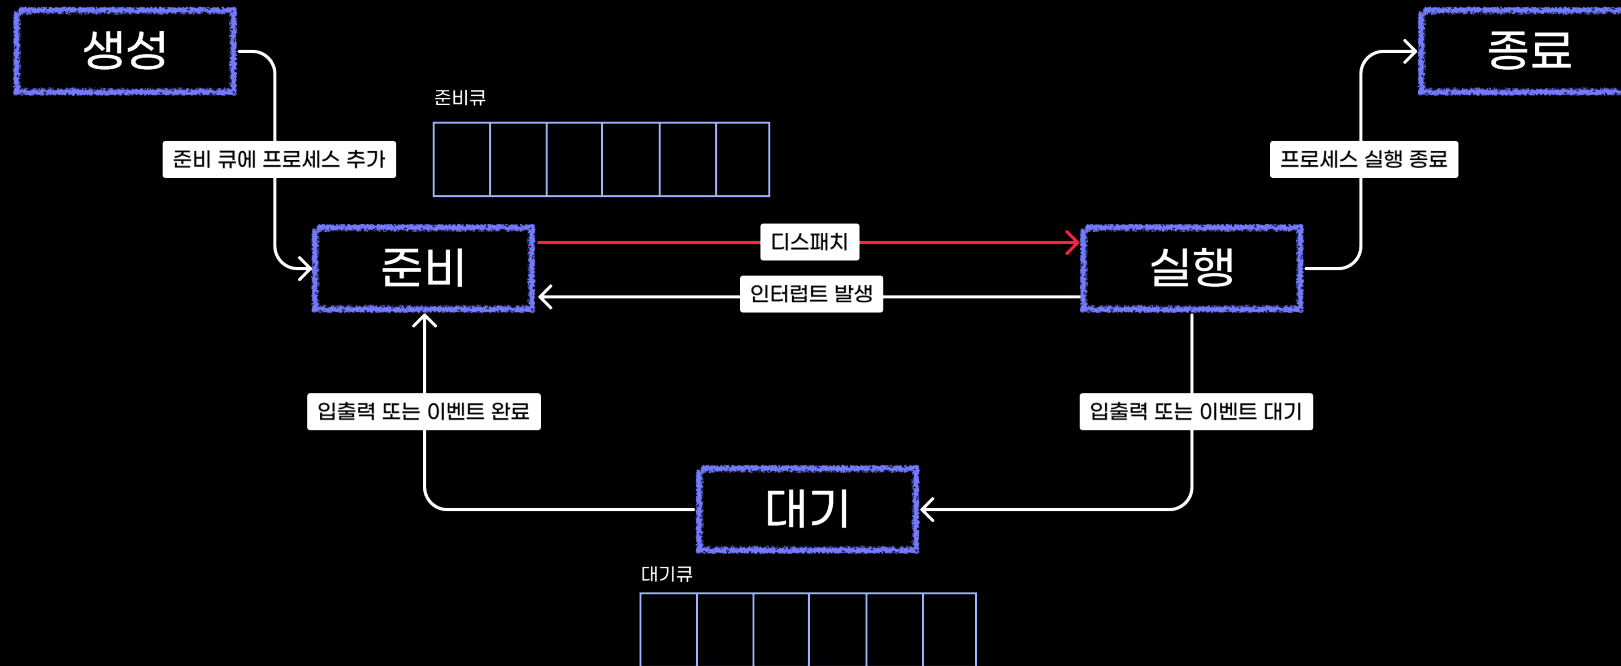 생성
종료
준비큐
준비 큐에 프로세스 추가
프로세스 실행 종료
디스패치
준비
실행
인터럽트 발생
입출력 또는 이벤트 완료
입출력 또는 이벤트 대기
대기
대기큐